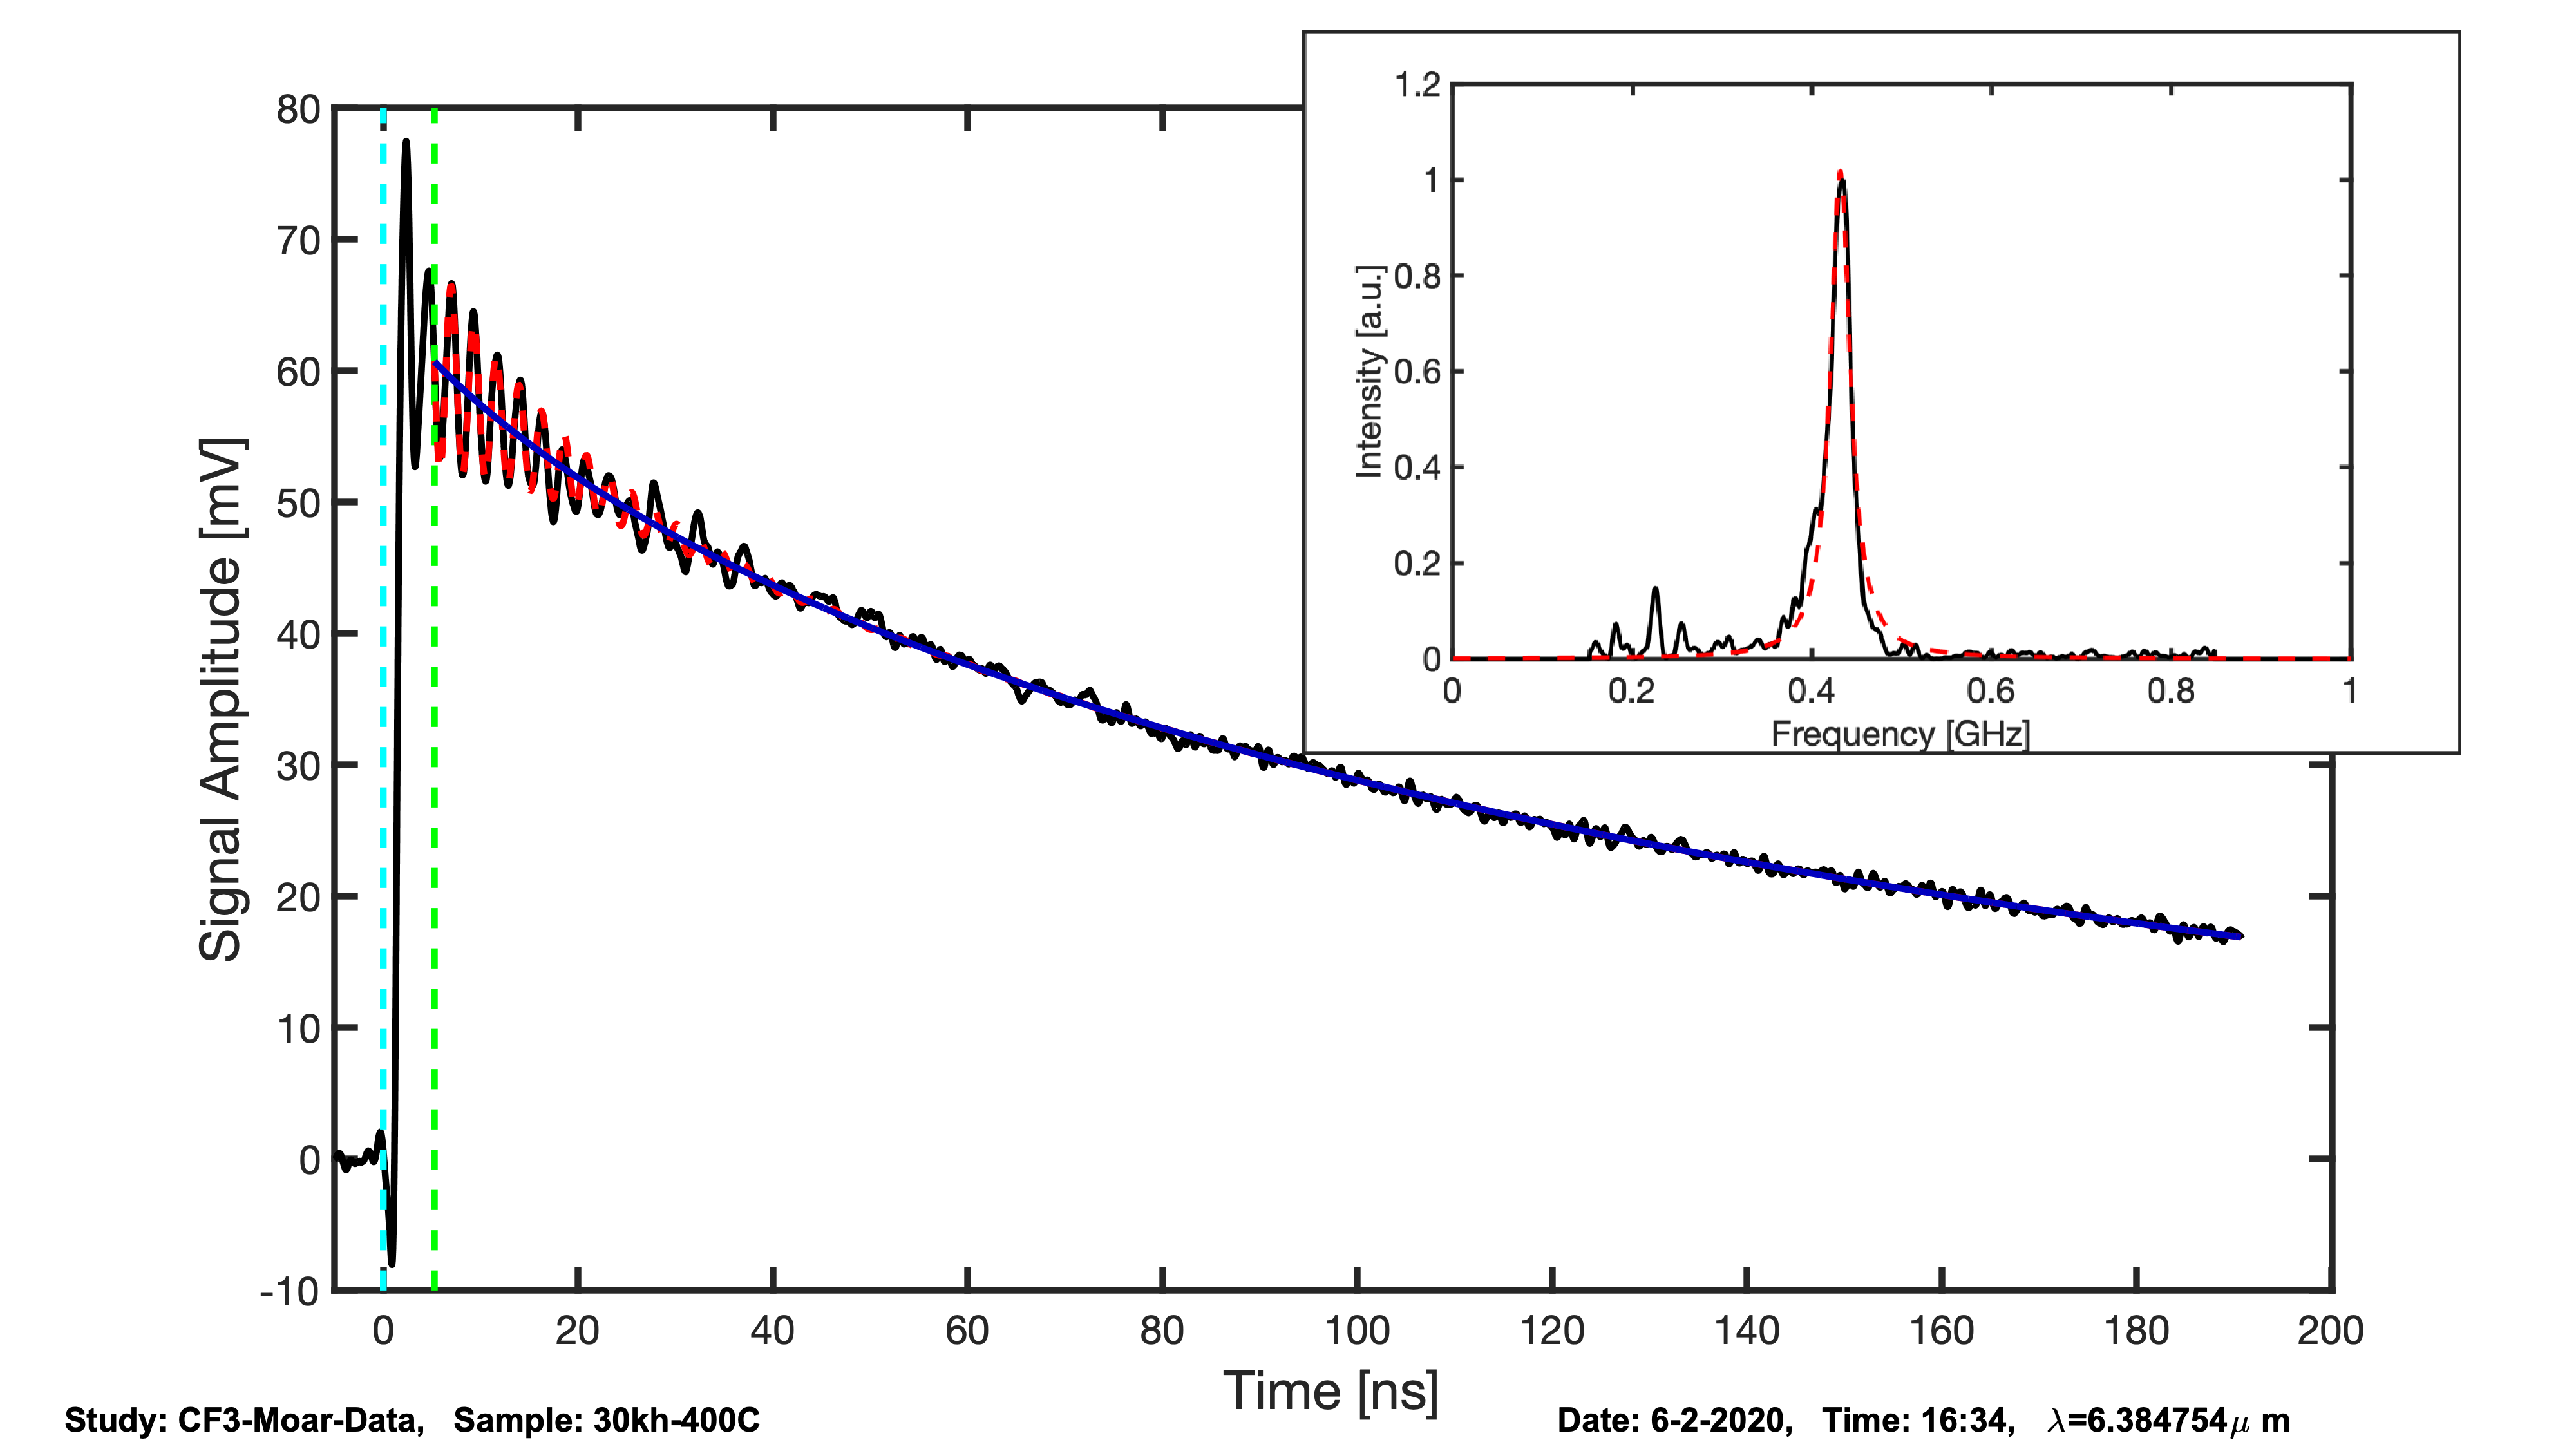 1.2
1
0.8
0.6
0.4
0.2
0
Intensity [a.u.]
0 0.2 0.4 0.6 0.8 1
Frequency [GHz]
80
70
60
50
40
30
20
10
0
-10
Signal Amplitude [mV]
0 20 40 60 80 100 120 140 160 180 200
Time [ns]
Study: CF3-Moar-Data, Sample: 30kh-400C
Date: 6-2-2020, Time: 16:34, λ=6.384754μ m